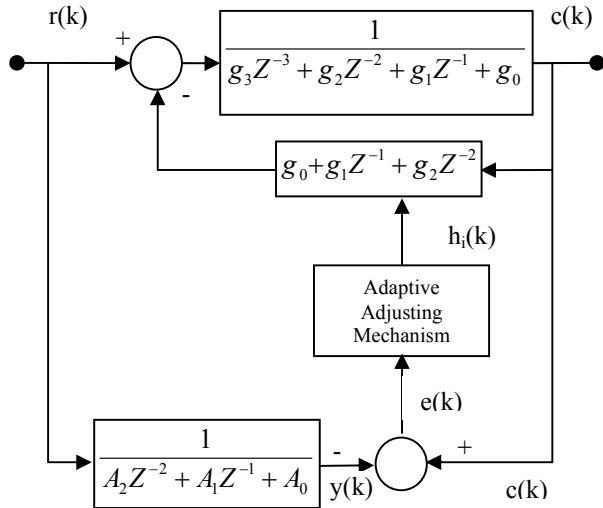 r(k)
c(k)
+
-
1
g₃Z⁻³ + g₂Z⁻² + g₁Z⁻¹ + g₀
g₀+g₁Z⁻¹ + g₂Z⁻²
hᵢ(k)
Adaptive
Adjusting
Mechanism
e(k)
1
A₂Z⁻² + A₁Z⁻¹ + A₀
-
+
y(k)
c(k)